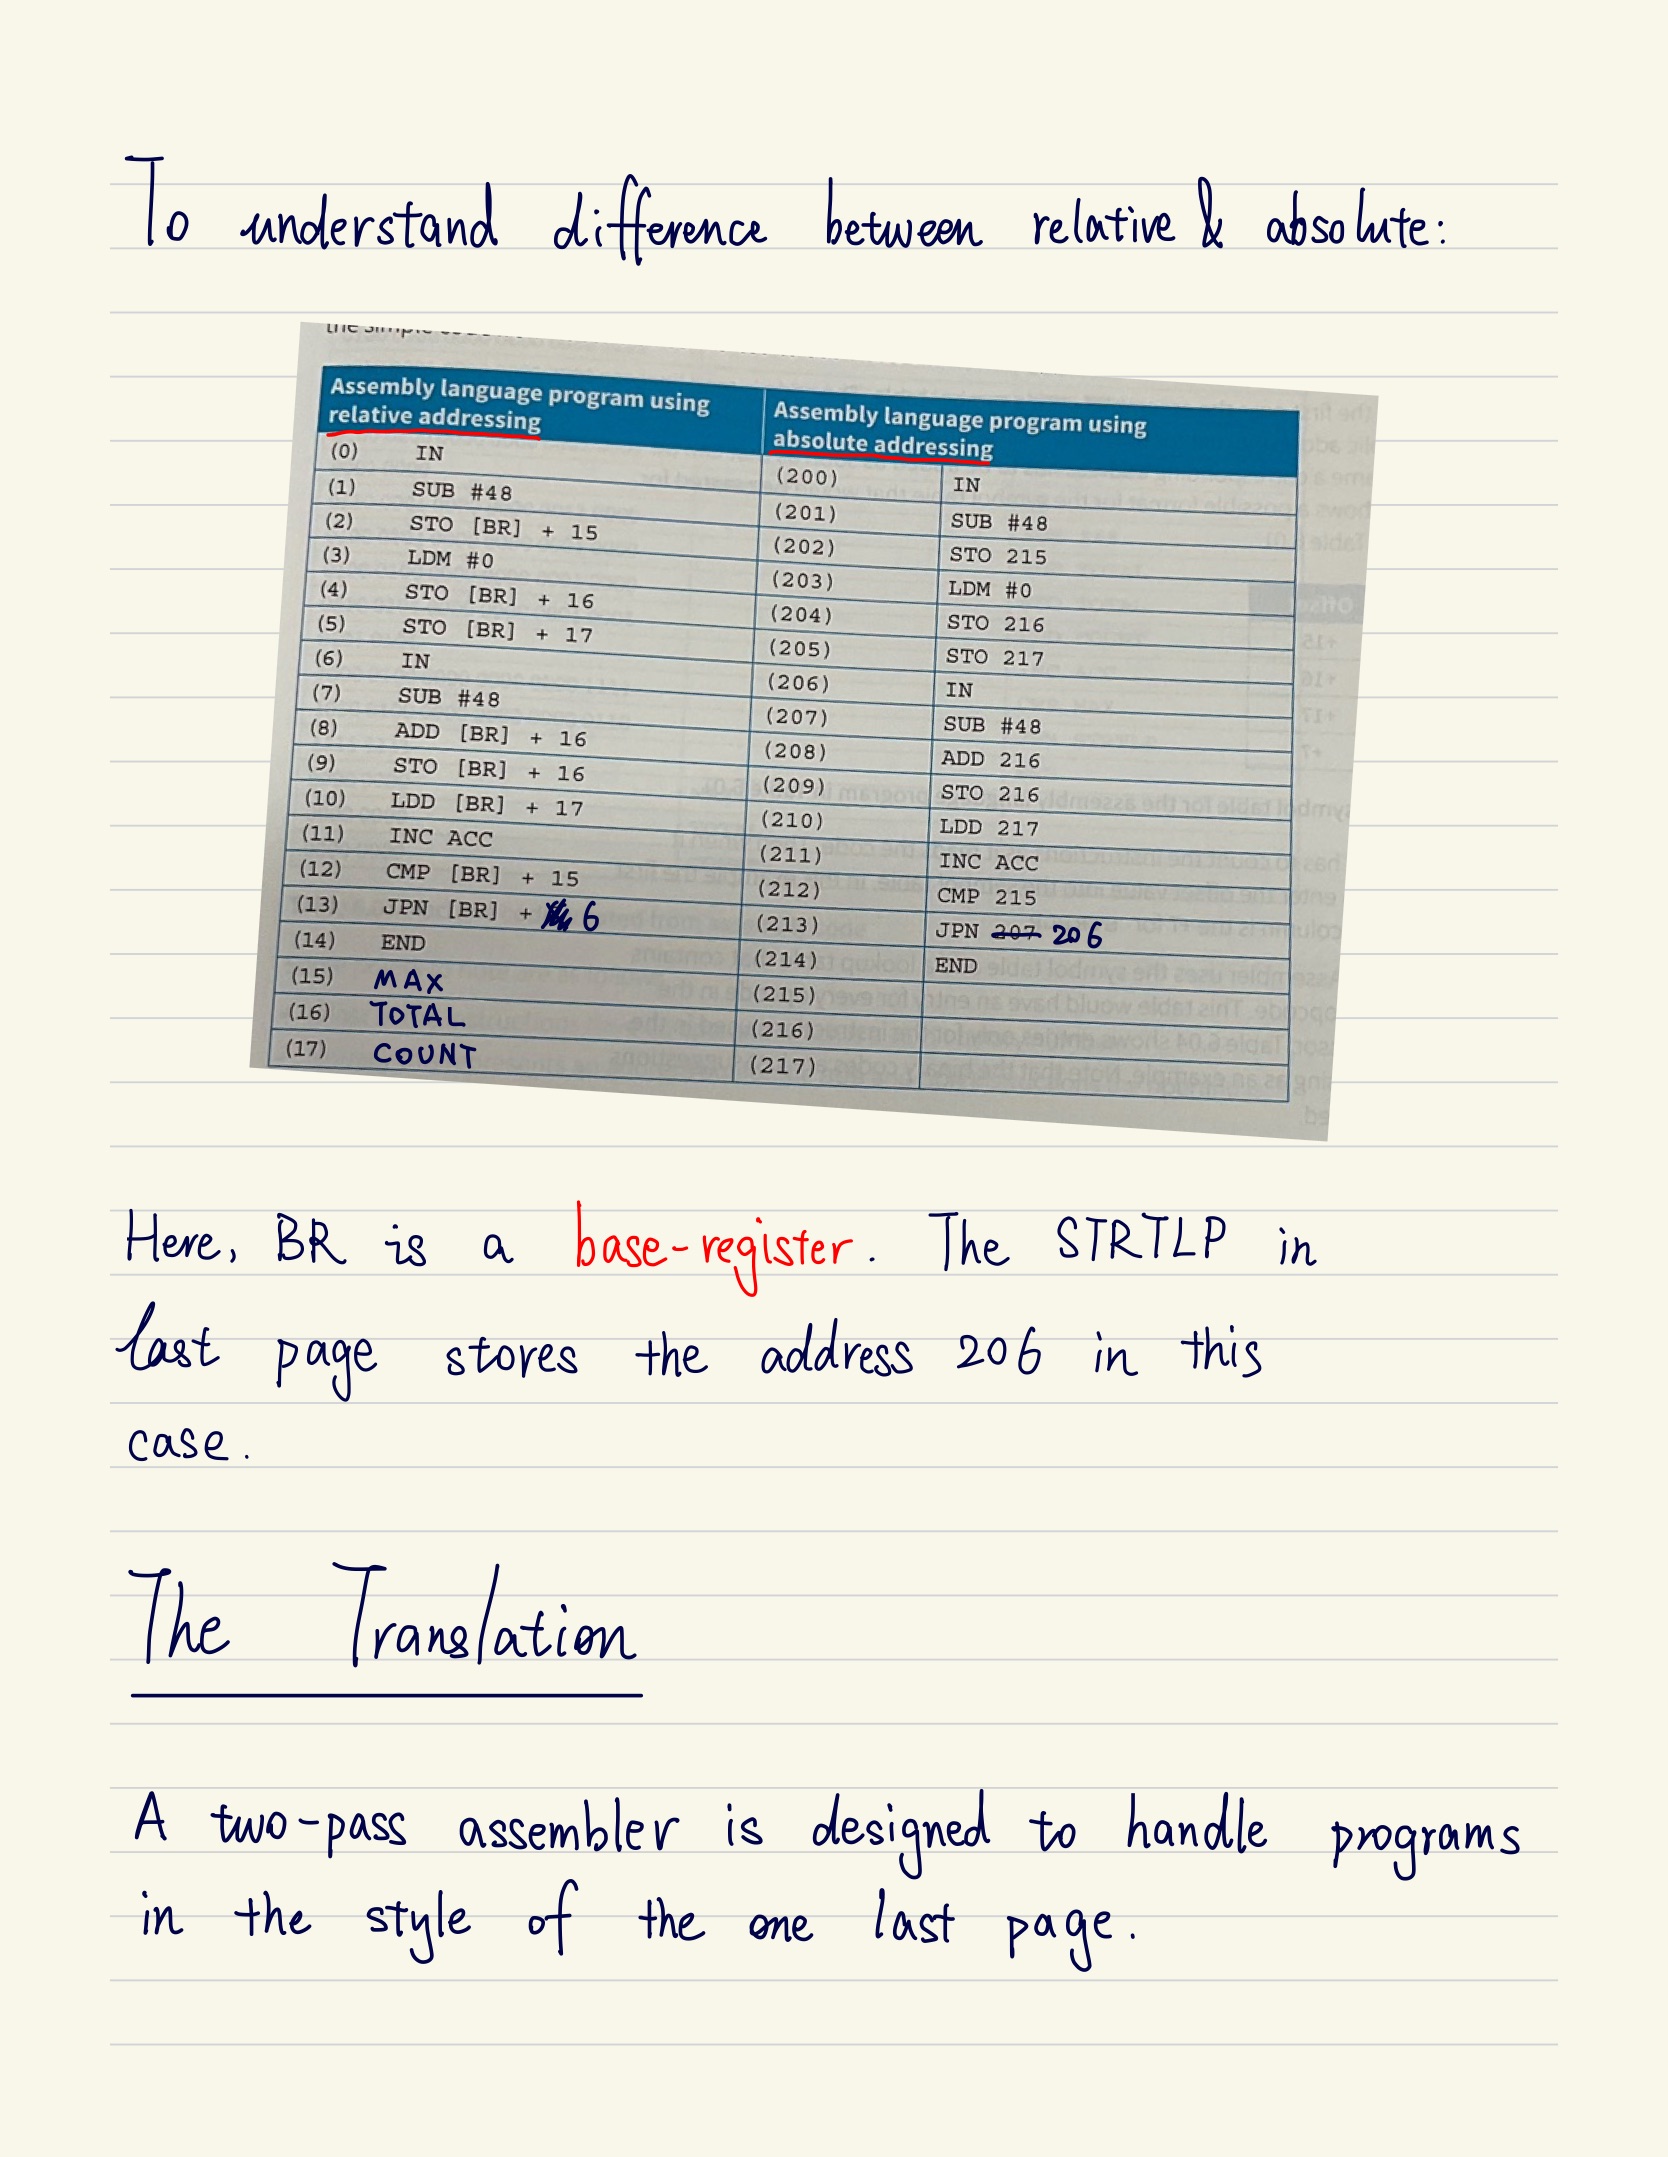 To understand difference between relative & absolute:
Assembly language program using relative addressing
Assembly language program using absolute addressing
(0) IN (200) IN
(1) SUB #48 (201) SUB #48
(2) STO [BR] + 15 (202) STO 215
(3) LDM #0 (203) LDM #0
(4) STO [BR] + 16 (204) STO 216
(5) STO [BR] + 17 (205) STO 217
(6) IN (206) IN
(7) SUB #48 (207) SUB #48
(8) ADD [BR] + 16 (208) ADD 216
(9) STO [BR] + 16 (209) STO 216
(10) LDD [BR] + 17 (210) LDD 217
(11) INC ACC (211) INC ACC
(12) CMP [BR] + 15 (212) CMP 215
(13) JPN [BR] + 6 (213) JPN 207 206
(14) END (214) END
(15) MAX (215)
(16) TOTAL (216)
(17) COUNT (217)
Here, BR is a base-register. The STRTLP in
last page stores the address 206 in this
case.
The Translation
A two-pass assembler is designed to handle programs
in the style of the one last page.